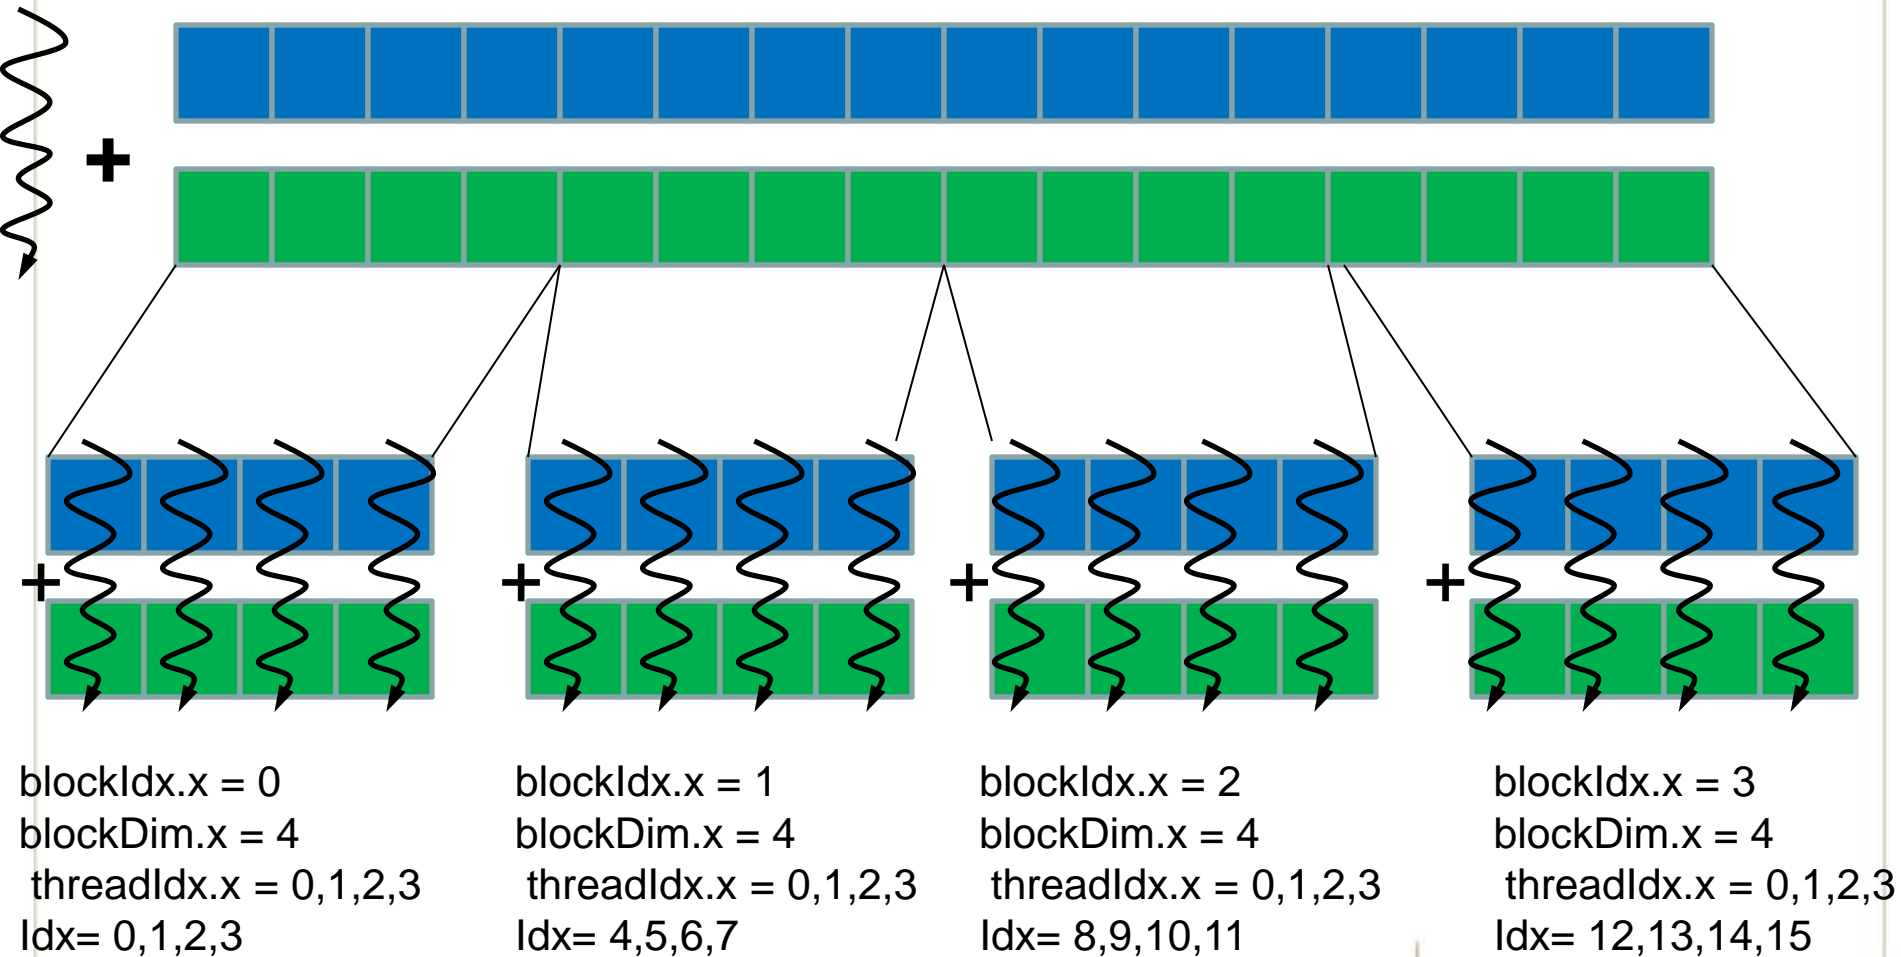 +
+
+
+
+
blockIdx.x = 0
blockDim.x = 4
threadIdx.x = 0,1,2,3
Idx= 0,1,2,3
blockIdx.x = 1
blockDim.x = 4
threadIdx.x = 0,1,2,3
Idx= 4,5,6,7
blockIdx.x = 2
blockDim.x = 4
threadIdx.x = 0,1,2,3
Idx= 8,9,10,11
blockIdx.x = 3
blockDim.x = 4
threadIdx.x = 0,1,2,3
Idx= 12,13,14,15